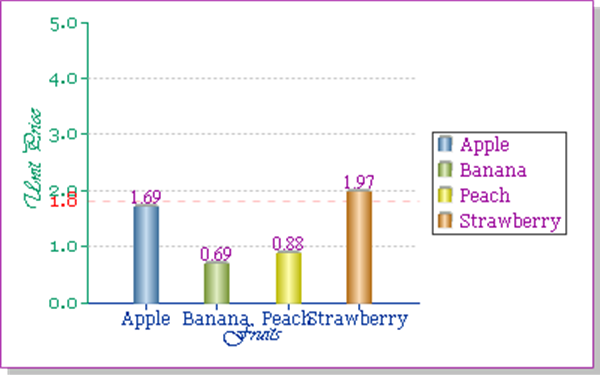 5.0
4.0
3.0
2.0
1.8
1.0
0.0
Unit Price
1.69
0.69
0.88
1.97
Apple Banana Peach Strawberry
Fruits
Apple
Banana
Peach
Strawberry